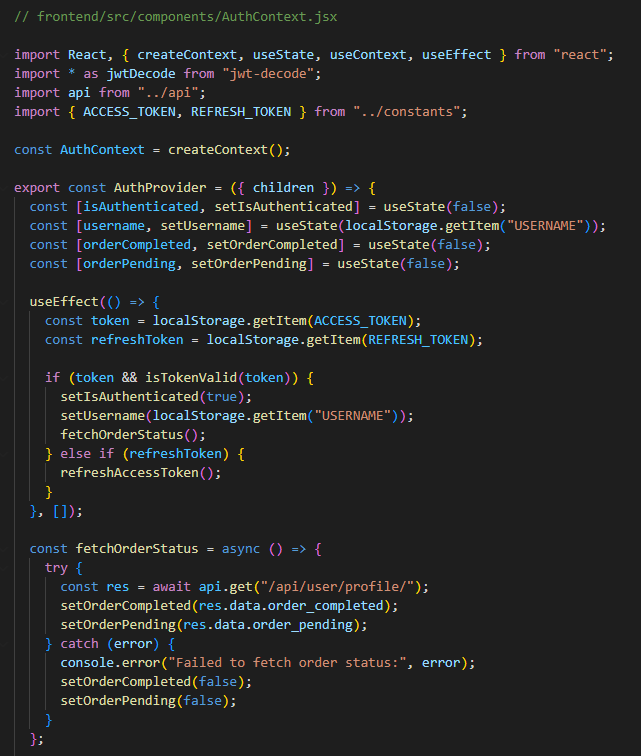 // frontend/src/components/AuthContext.jsx
import React, { createContext, useState, useContext, useEffect } from "react";
import * as jwtDecode from "jwt-decode";
import api from "../api";
import { ACCESS_TOKEN, REFRESH_TOKEN } from "../constants";
const AuthContext = createContext();
export const AuthProvider = ({ children }) => {
  const [isAuthenticated, setIsAuthenticated] = useState(false);
  const [username, setUsername] = useState(localStorage.getItem("USERNAME"));
  const [orderCompleted, setOrderCompleted] = useState(false);
  const [orderPending, setOrderPending] = useState(false);
  useEffect(() => {
    const token = localStorage.getItem(ACCESS_TOKEN);
    const refreshToken = localStorage.getItem(REFRESH_TOKEN);
    if (token && isTokenValid(token)) {
      setIsAuthenticated(true);
      setUsername(localStorage.getItem("USERNAME"));
      fetchOrderStatus();
    } else if (refreshToken) {
      refreshAccessToken();
    }
  }, []);
  const fetchOrderStatus = async () => {
    try {
      const res = await api.get("/api/user/profile/");
      setOrderCompleted(res.data.order_completed);
      setOrderPending(res.data.order_pending);
    } catch (error) {
      console.error("Failed to fetch order status:", error);
      setOrderCompleted(false);
      setOrderPending(false);
    }
  };